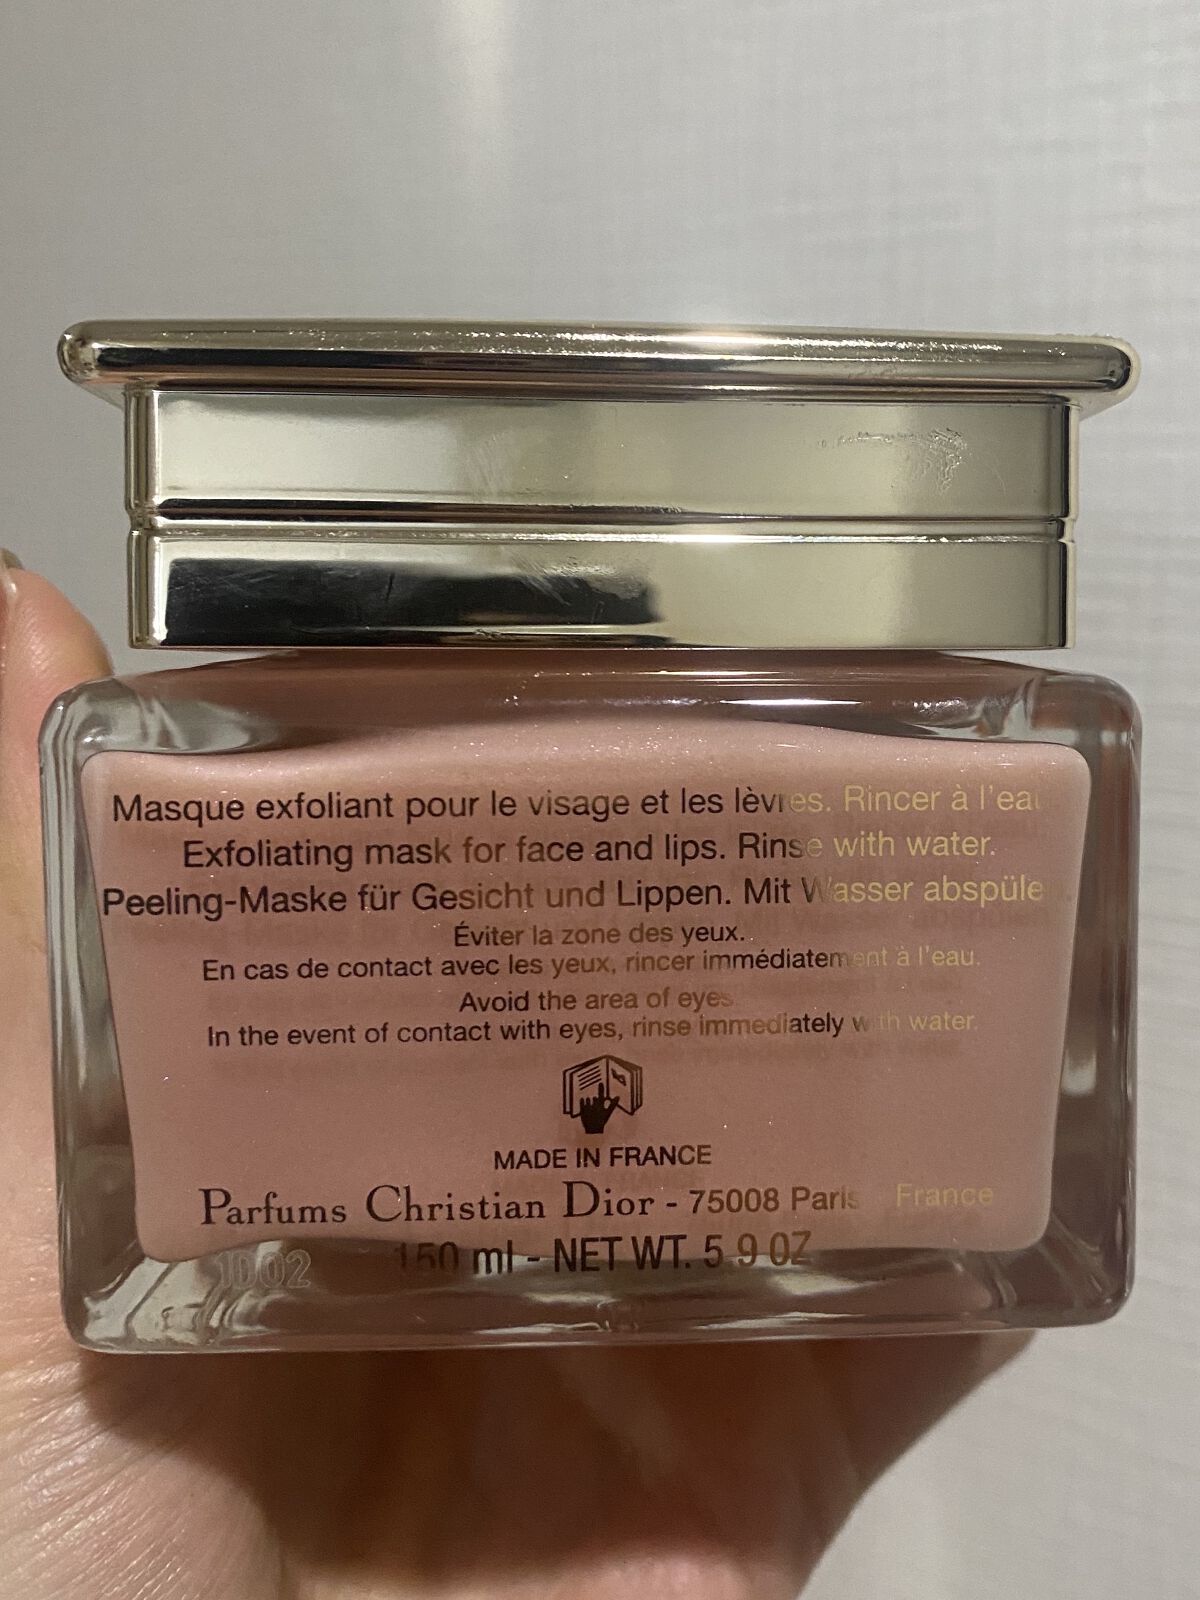 Masque exfoliant pour le visage et les lèvres. Rincer à l'eau
Exfoliating mask for face and lips. Rinse with water.
Peeling-Maske für Gesicht und Lippen. Mit Wasser abspüle
Éviter la zone des yeux.
En cas de contact avec les yeux, rincer immédiatement à l'eau.
Avoid the area of eyes
In the event of contact with eyes, rinse immediately with water.
MADE IN FRANCE
Parfums Christian Dior - 75008 Paris France
150 ml - NET WT. 5.9 OZ
1D02